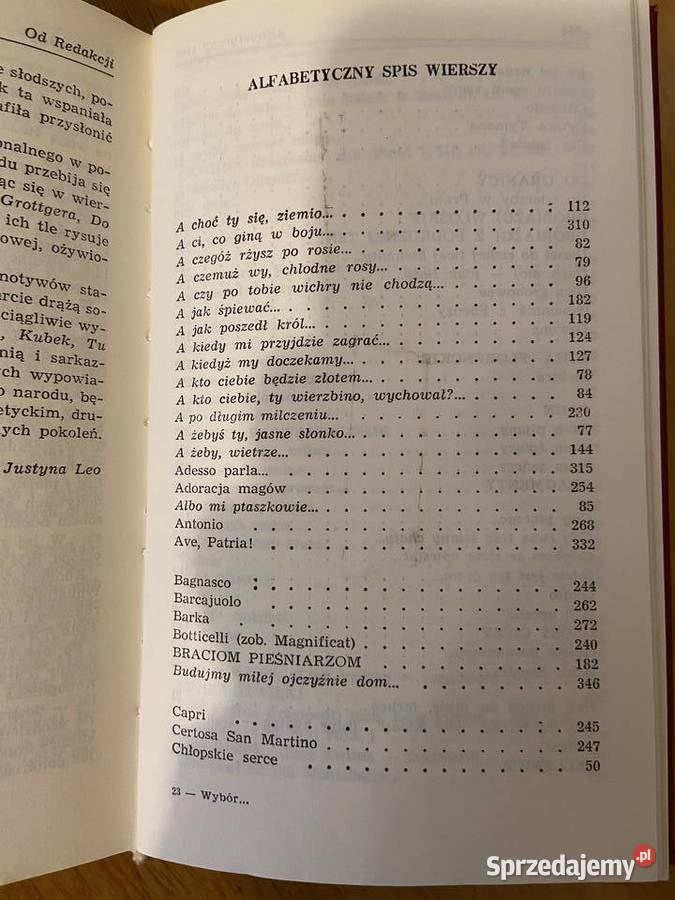 Od Redakcji
e słodszych, po-
k ta wspaniała
afiła przysłonić
onalnego w po-
du przebija się
ąc się w wier-
Grottgera, Do
ich tle rysuje
owej, ożywio-
notywów sta-
arcie drążą so-
ciągliwie wy-
, Kubek, Tu
nią i sarkaz-
ych wypowia-
o narodu, bę-
etyckim, dru-
nych pokoleń.
Justyna Leo
ALFABETYCZNY SPIS WIERSZY
A choć ty się, ziemio... 112
A ci, co giną w boju... 310
A czegóż rżysz po rosie... 82
A czemuż wy, chłodne rosy... 79
A czy po tobie wichry nie chodzą... 96
A jak śpiewać... 182
A jak poszedł król... 119
A kiedy mi przyjdzie zagrać... 124
A kiedyż my doczekamy... 127
A kto ciebie będzie złotem... 78
A kto ciebie, ty wierzbino, wychował?... 84
A po długim milczeniu... 230
A żebyś ty, jasne słonko... 77
A żeby, wietrze... 144
Adesso parla... 315
Adoracja magów 254
Albo mi ptaszkowie... 85
Antonio 268
Ave, Patria! 332
Bagnasco 244
Barcajuolo 262
Barka 272
Botticelli (zob. Magnificat) 240
BRACIOM PIEŚNIARZOM 182
Budujmy miłej ojczyźnie dom... 346
Capri 245
Certosa San Martino 247
Chłopskie serce 50
23 — Wybór...
Sprzedajemy.pl